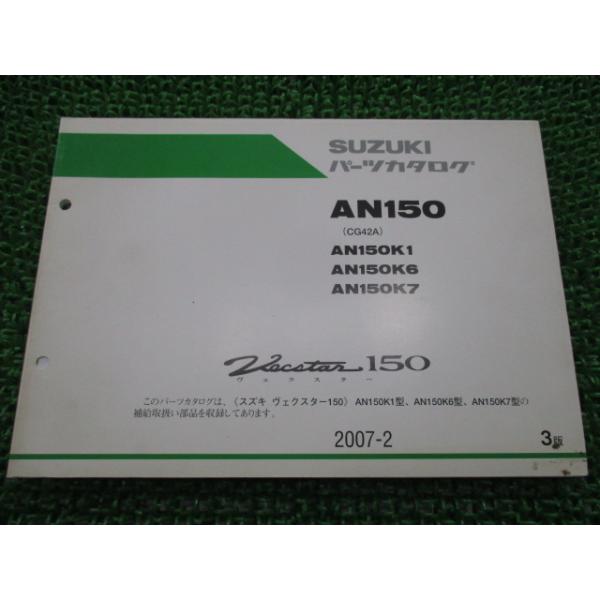 SUZUKI
パーツカタログ
AN150
(CG42A)
AN150K1
AN150K6
AN150K7
Vecstar 150
ヴェクスター
このパーツカタログは、《スズキ ヴェクスター150》 AN150K1型、AN150K6型、AN150K7型の
補給取扱い部品を収録してあります。
2007-2
3版